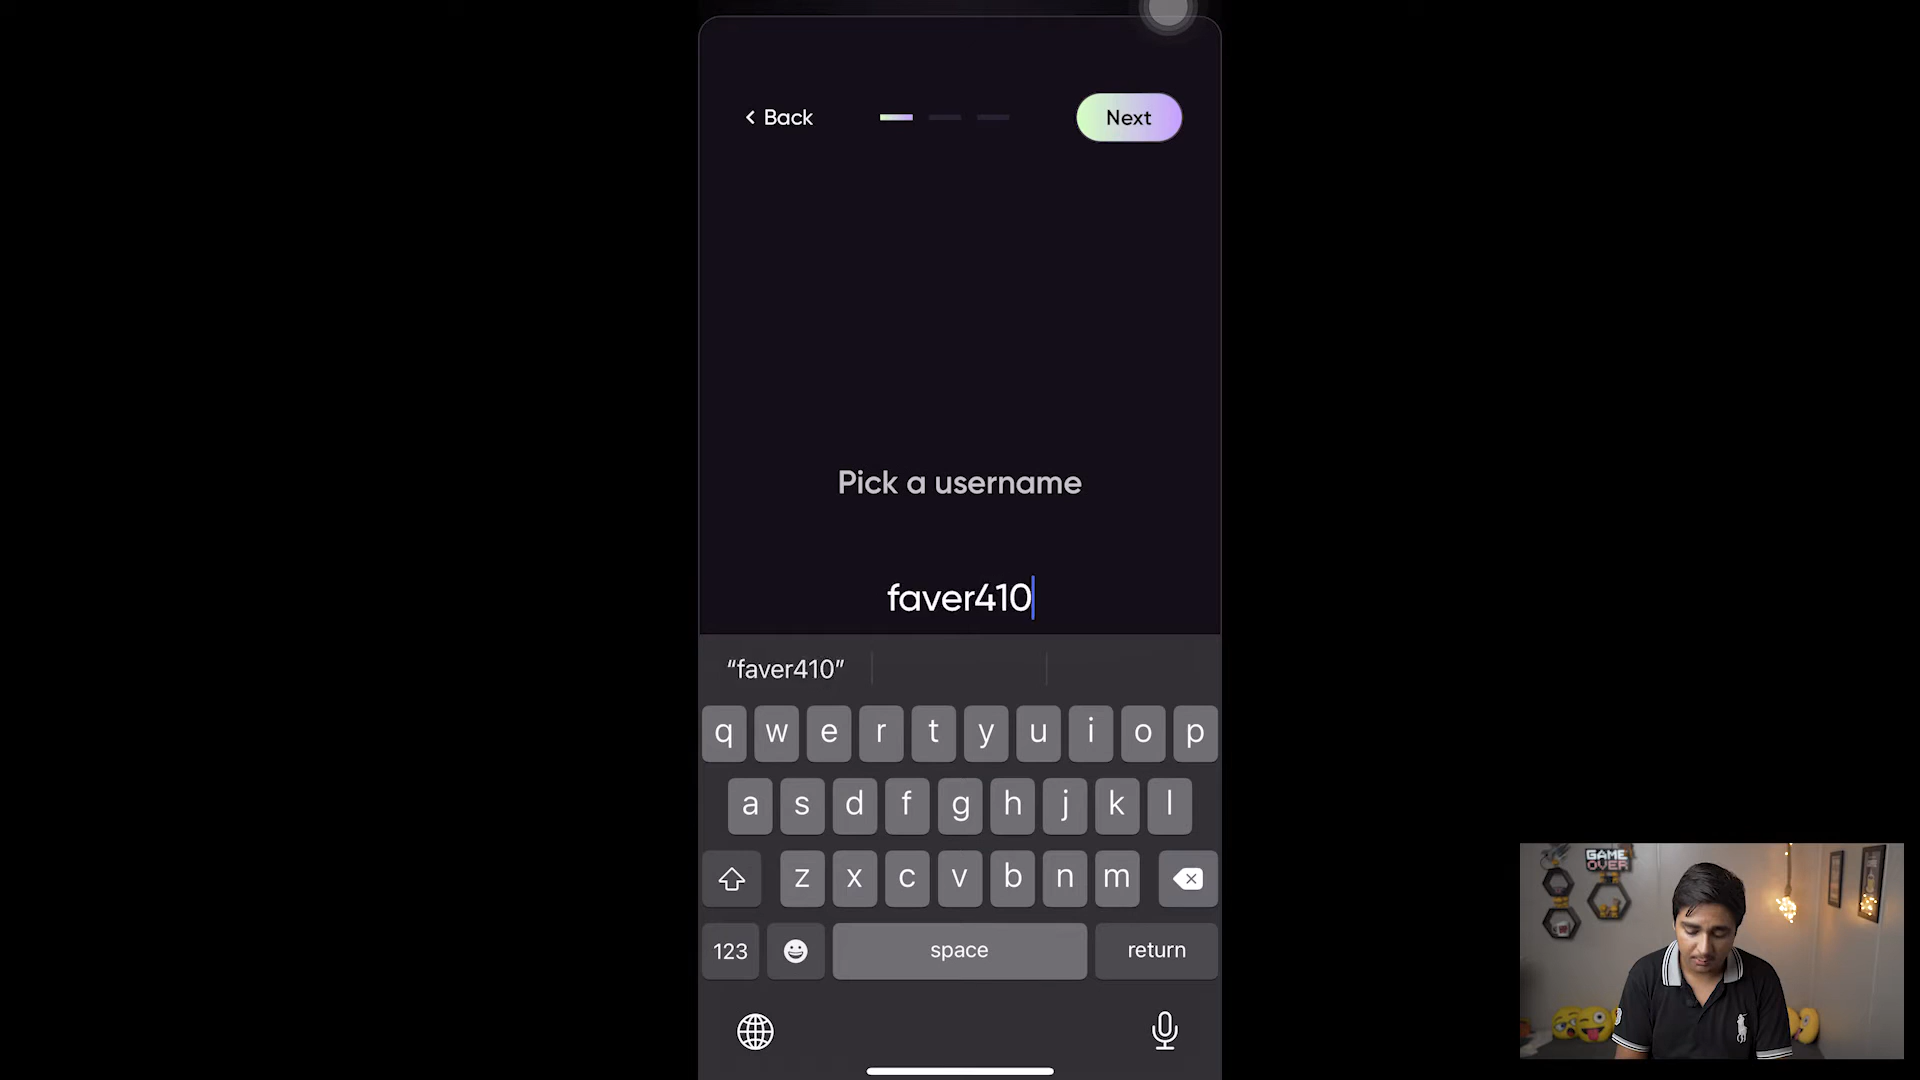 Back
Next
Pick a username
faver410
“faver410”
q w e r t y u i o p
a s d f g h j k l
z x c v b n m
123
space
return
GAME
OVER